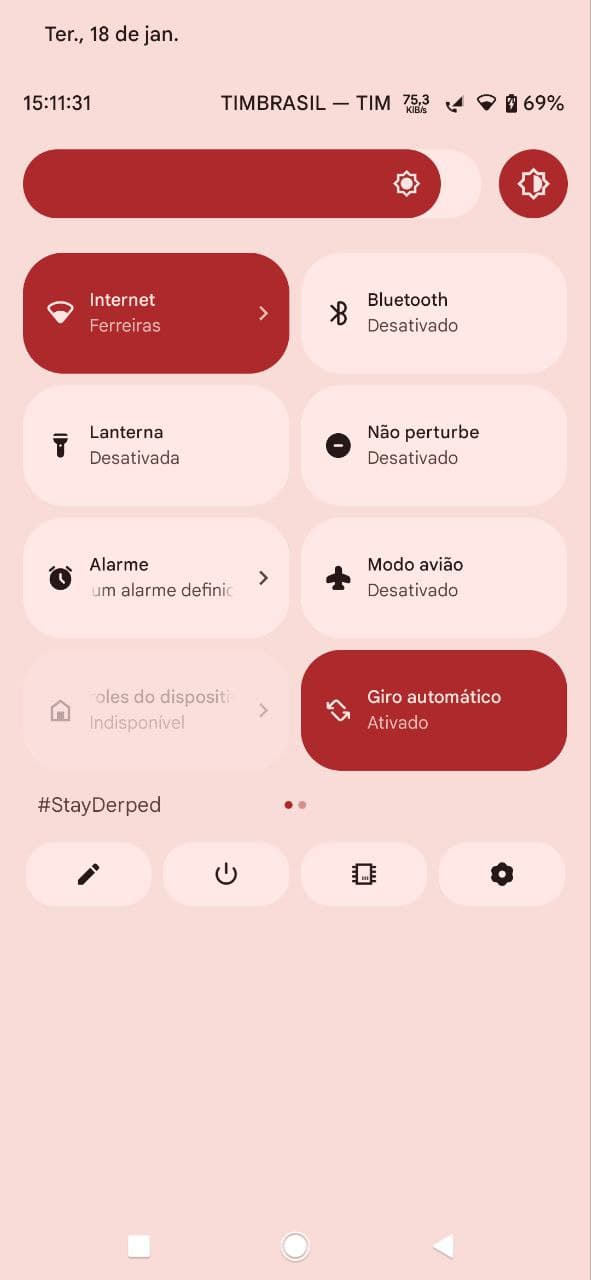 Ter., 18 de jan.
15:11:31 TIMBRASIL — TIM 75,3 KiB/s 69%
Internet
Ferreiras
Bluetooth
Desativado
Lanterna
Desativada
Não perturbe
Desativado
Alarme
um alarme definic
Modo avião
Desativado
roles do dispositi
Indisponível
Giro automático
Ativado
#StayDerped